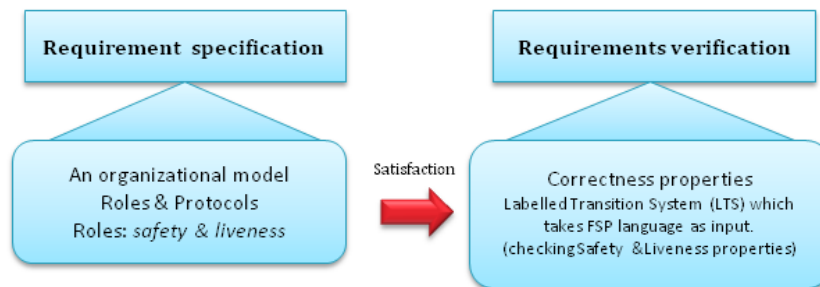 Requirement specification
Requirements verification
An organizational model
Roles & Protocols
Roles: safety & liveness
Satisfaction
Correctness properties
Labelled Transition System (LTS) which
takes FSP language as input.
(checkingSafety &Liveness properties)